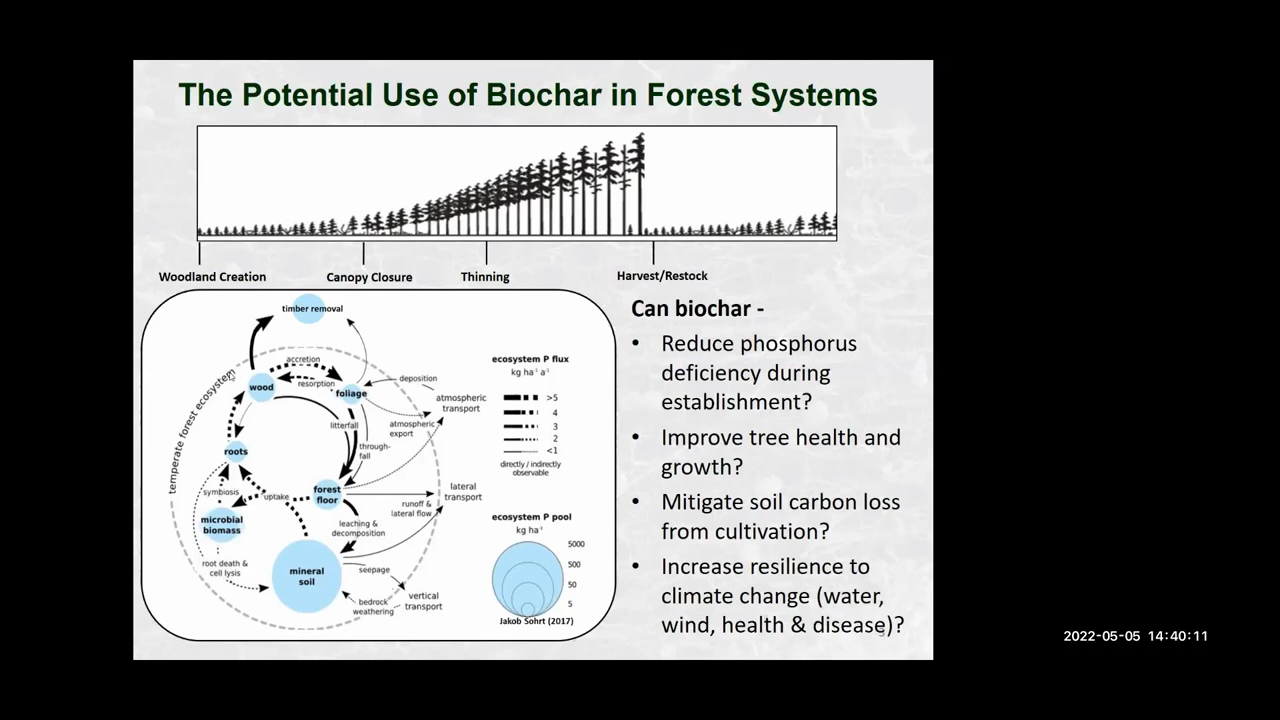 The Potential Use of Biochar in Forest Systems
Woodland Creation
Canopy Closure
Thinning
Harvest/Restock
timber removal
temperate forest ecosystem
accretion
wood
resorption
foliage
deposition
atmospheric
transport
litterfall
atmospheric
export
through-
fall
roots
symbiosis
uptake
forest
floor
lateral
transport
runoff &
lateral flow
microbial
biomass
leaching &
decomposition
root death &
cell lysis
mineral
soil
seepage
bedrock
weathering
vertical
transport
ecosystem P flux
kg ha⁻¹ a⁻¹
>5
4
3
2
<1
directly / indirectly
observable
ecosystem P pool
kg ha⁻¹
5000
500
50
5
Jakob Sohrt (2017)
Can biochar -
• Reduce phosphorus
deficiency during
establishment?
• Improve tree health and
growth?
• Mitigate soil carbon loss
from cultivation?
• Increase resilience to
climate change (water,
wind, health & disease)?
2022-05-05 14:40:11